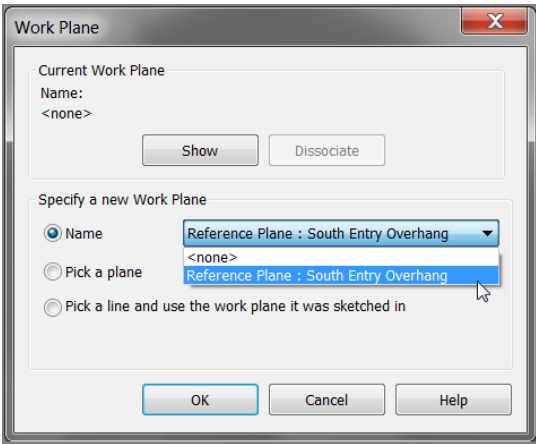 Work Plane
Current Work Plane
Name:
<none>
Show Dissociate
Specify a new Work Plane
Name Reference Plane : South Entry Overhang
<none>
Pick a plane Reference Plane : South Entry Overhang
Pick a line and use the work plane it was sketched in
OK Cancel Help